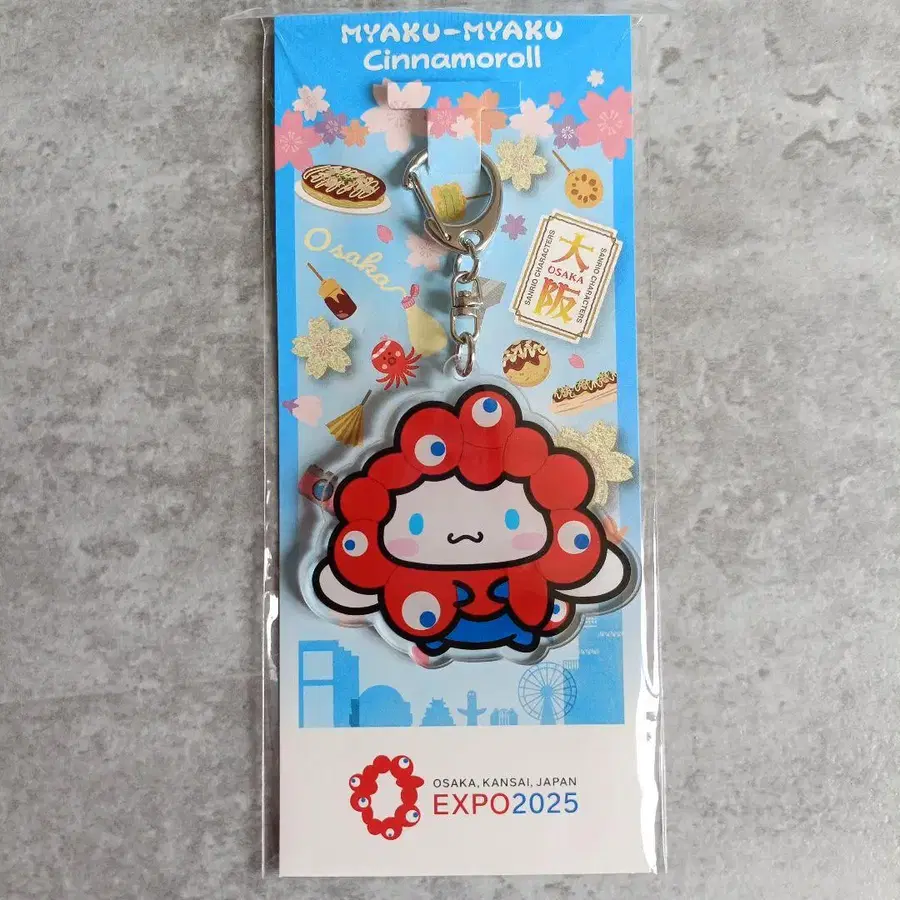 MYAKU-MYAKU
Cinnamoroll
Osaka
SANRIO CHARACTERS
大
OSAKA
阪
SANRIO CHARACTERS
OSAKA, KANSAI, JAPAN
EXPO2025